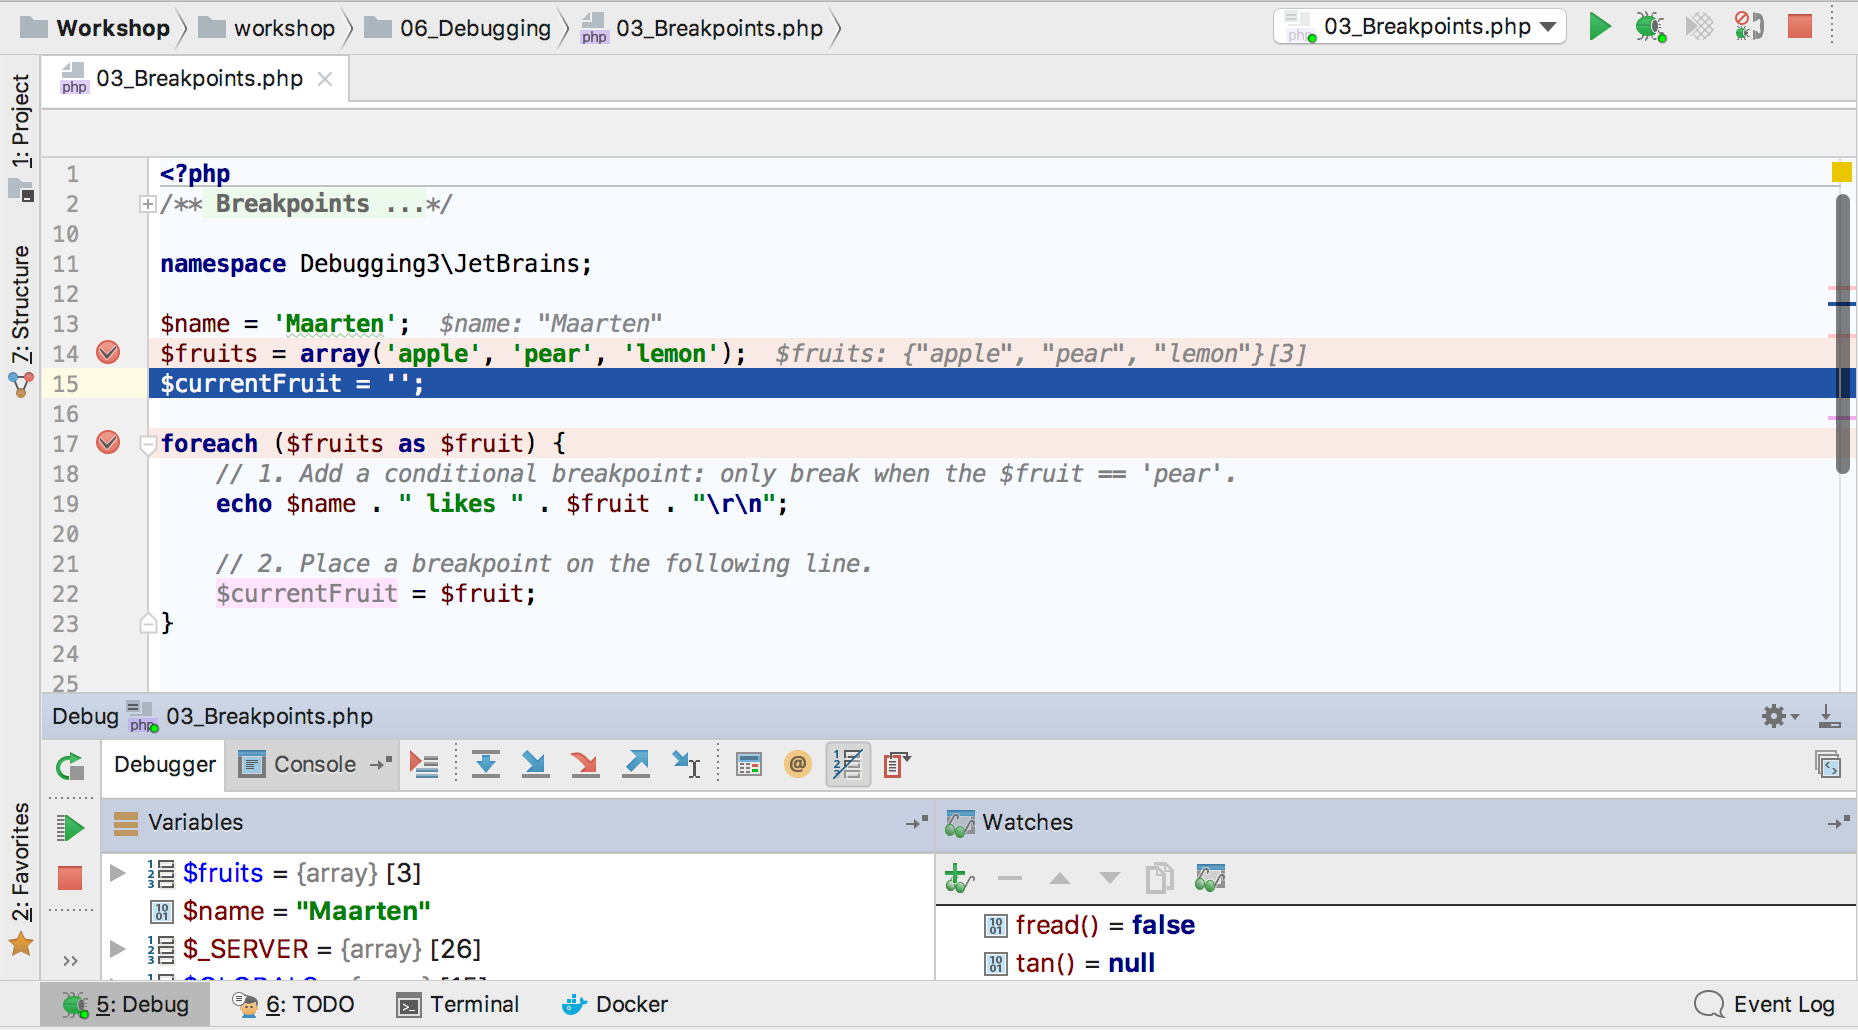 Workshop workshop 06_Debugging 03_Breakpoints.php 03_Breakpoints.php
03_Breakpoints.php
1: Project
7: Structure
2: Favorites
1 <?php
2 /** Breakpoints ...*/
10
11 namespace Debugging3\JetBrains;
12
13 $name = 'Maarten'; $name: "Maarten"
14 $fruits = array('apple', 'pear', 'lemon'); $fruits: {"apple", "pear", "lemon"}[3]
15 $currentFruit = '';
16
17 foreach ($fruits as $fruit) {
18 // 1. Add a conditional breakpoint: only break when the $fruit == 'pear'.
19 echo $name . " likes " . $fruit . "\r\n";
20
21 // 2. Place a breakpoint on the following line.
22 $currentFruit = $fruit;
23 }
24
25
Debug 03_Breakpoints.php
Debugger Console
Variables
$fruits = {array} [3]
$name = "Maarten"
$_SERVER = {array} [26]
Watches
fread() = false
tan() = null
5: Debug 6: TODO Terminal Docker Event Log